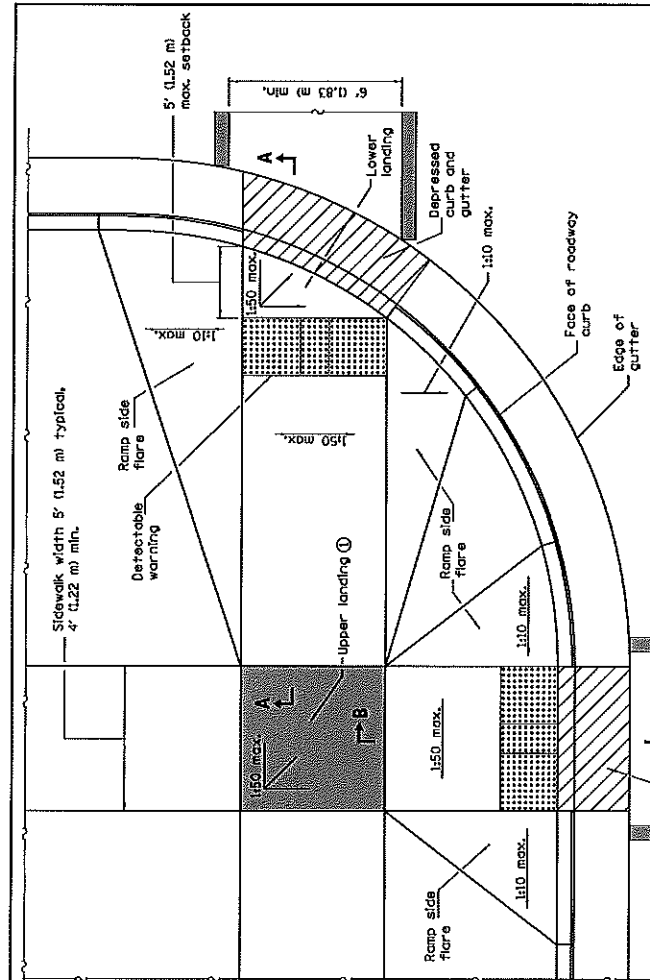 5' (1.52 m)
max. setback
6' (1.83 m) min.
Sidewalk width 5' (1.52 m) typical,
4' (1.22 m) min.
A
Lower
landing
Depressed
curb and
gutter
1:10 max.
1:50 max.
1:10 max.
Ramp side
flare
Detectable
warning
1:50 max.
Face of roadway
curb
Edge of
gutter
Ramp side
flare
Upper landing ①
1:10 max.
A
B
1:50 max.
1:50 max.
Ramp side
flare
1:10 max.